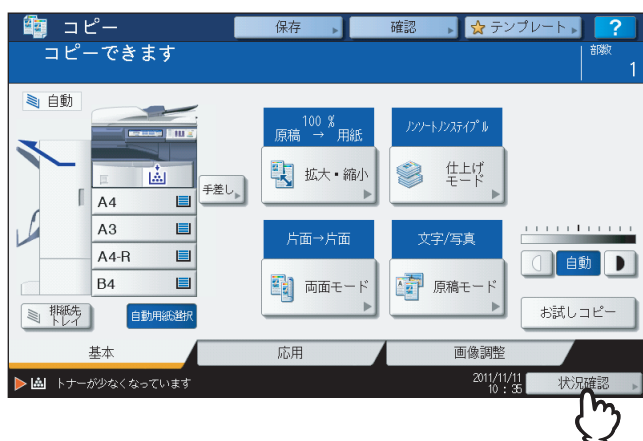 コピー
保存
確認
テンプレート
?
コピーできます
部数
1
自動
100 %
原稿 → 用紙
ノンソートノンステイプル
拡大・縮小
仕上げ
モード
手差し
A4
A3
A4-R
B4
片面→片面
文字/写真
両面モード
原稿モード
自動
排紙先
トレイ
自動用紙選択
お試しコピー
基本
応用
画像調整
トナーが少なくなっています
2011/11/11
10 : 35
状況確認